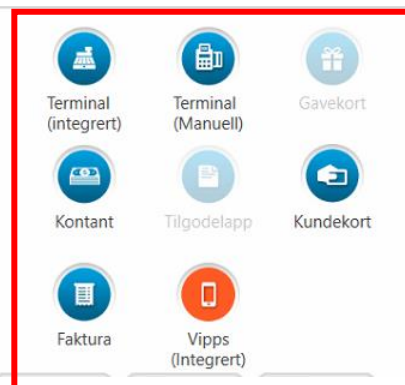 Terminal
(integrert)
Terminal
(Manuell)
Gavekort
Kontant
Tilgodelapp
Kundekort
Faktura
Vipps
(Integrert)